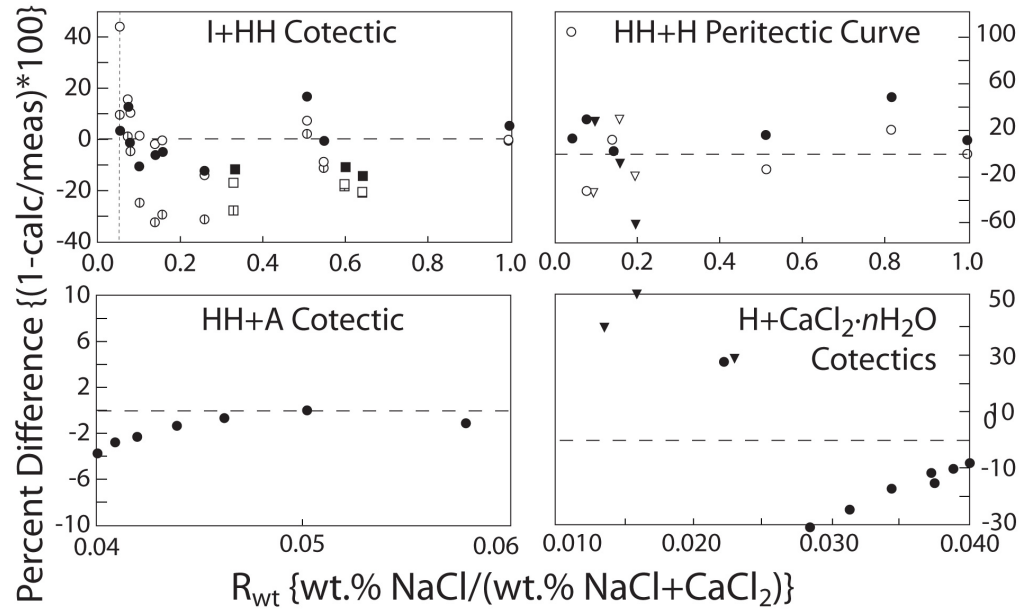 Percent Difference {(1-calc/meas)*100}
I+HH Cotectic
40
20
0
-20
-40
0.0 0.2 0.4 0.6 0.8 1.0
HH+H Peritectic Curve
100
60
20
-20
-60
0.0 0.2 0.4 0.6 0.8 1.0
HH+A Cotectic
10
6
2
-2
-6
-10
0.04 0.05 0.06
H+CaCl₂·nH₂O
Cotectics
50
30
10
0
-10
-30
0.010 0.020 0.030 0.040
R_wt {wt.% NaCl/(wt.% NaCl+CaCl₂)}